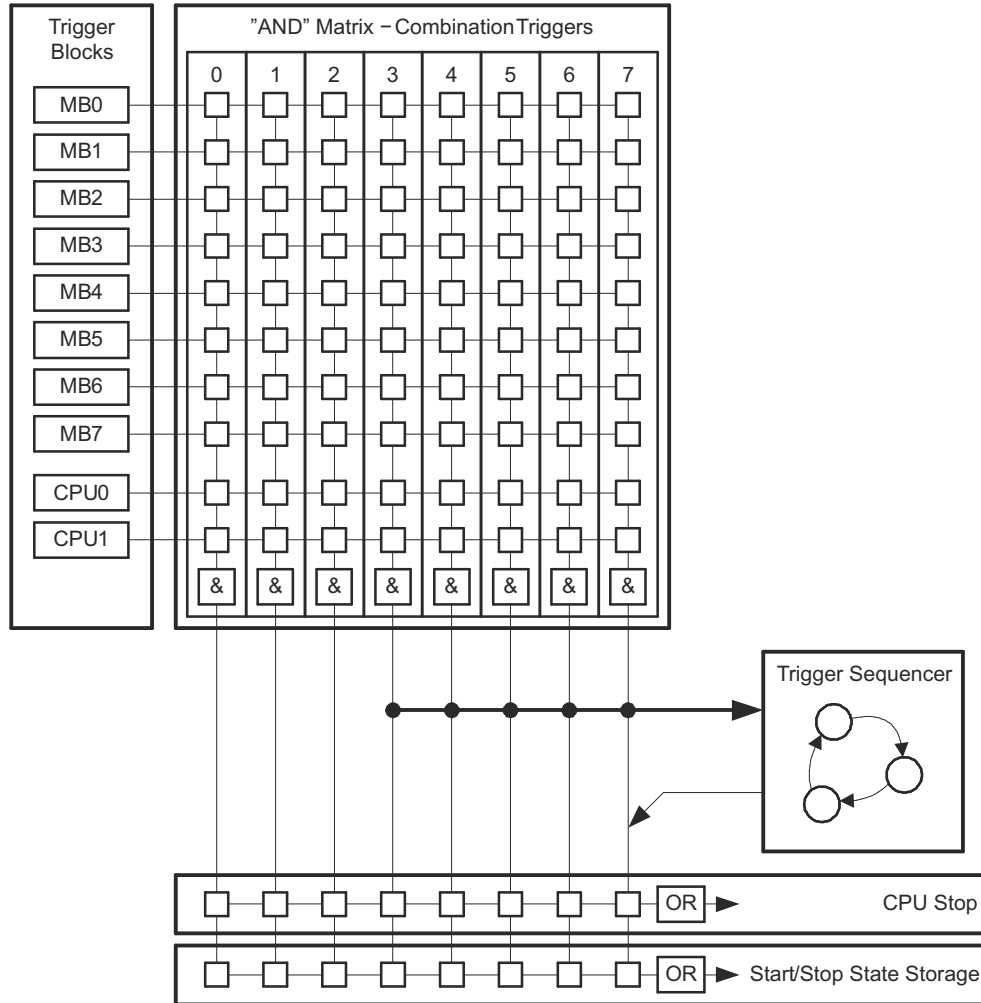 Trigger
Blocks
"AND" Matrix − Combination Triggers
0 1 2 3 4 5 6 7
MB0
MB1
MB2
MB3
MB4
MB5
MB6
MB7
CPU0
CPU1
& & & & & & & &
Trigger Sequencer
OR CPU Stop
OR Start/Stop State Storage